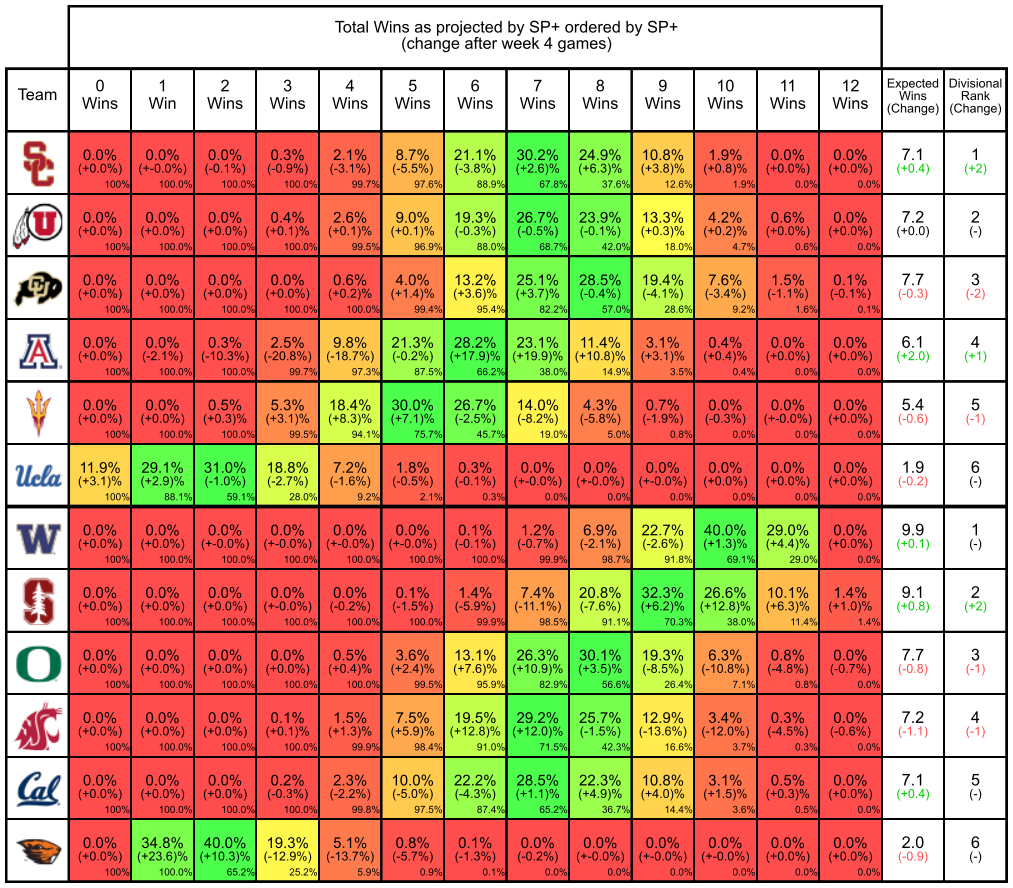 Total Wins as projected by SP+ ordered by SP+
(change after week 4 games)
Team 0 Wins 1 Win 2 Wins 3 Wins 4 Wins 5 Wins 6 Wins 7 Wins 8 Wins 9 Wins 10 Wins 11 Wins 12 Wins Expected Wins (Change) Divisional Rank (Change)
SC 0.0% 0.0% 0.0% 0.3% 2.1% 8.7% 21.1% 30.2% 24.9% 10.8% 1.9% 0.0% 0.0% 7.1 1
(+0.0%) (+-0.0%) (-0.1%) (-0.9%) (-3.1%) (-5.5%) (-3.8%) (+2.6%) (+6.3%) (+3.8%) (+0.8%) (+0.0%) (+0.0%) (+0.4) (+2)
100% 100.0% 100.0% 100.0% 99.7% 97.6% 88.9% 67.8% 37.6% 12.6% 1.9% 0.0% 0.0%
U 0.0% 0.0% 0.0% 0.4% 2.6% 9.0% 19.3% 26.7% 23.9% 13.3% 4.2% 0.6% 0.0% 7.2 2
(+0.0%) (+0.0%) (+0.0%) (+0.1%) (+0.1%) (+0.1%) (-0.3%) (-0.5%) (-0.1%) (+0.3%) (+0.2%) (+0.0%) (+0.0%) (+0.0) (-)
100% 100.0% 100.0% 100.0% 99.5% 96.9% 88.0% 68.7% 42.0% 18.0% 4.7% 0.6% 0.0%
CU 0.0% 0.0% 0.0% 0.0% 0.6% 4.0% 13.2% 25.1% 28.5% 19.4% 7.6% 1.5% 0.1% 7.7 3
(+0.0%) (+0.0%) (+0.0%) (+0.0%) (+0.2%) (+1.4%) (+3.6%) (+3.7%) (-0.4%) (-4.1%) (-3.4%) (-1.1%) (-0.1%) (-0.3) (-2)
100% 100.0% 100.0% 100.0% 100.0% 99.4% 95.4% 82.2% 57.0% 28.6% 9.2% 1.6% 0.1%
A 0.0% 0.0% 0.3% 2.5% 9.8% 21.3% 28.2% 23.1% 11.4% 3.1% 0.4% 0.0% 0.0% 6.1 4
(+0.0%) (-2.1%) (-10.3%) (-20.8%) (-18.7%) (-0.2%) (+17.9%) (+19.9%) (+10.8%) (+3.1%) (+0.4%) (+0.0%) (+0.0%) (+2.0) (+1)
100% 100.0% 100.0% 99.7% 97.3% 87.5% 66.2% 38.0% 14.9% 3.5% 0.4% 0.0% 0.0%
0.0% 0.0% 0.5% 5.3% 18.4% 30.0% 26.7% 14.0% 4.3% 0.7% 0.0% 0.0% 0.0% 5.4 5
(+0.0%) (+0.0%) (+0.3%) (+3.1)% (+8.3)% (+7.1)% (-2.5%) (-8.2%) (-5.8%) (-1.9%) (-0.3%) (+-0.0%) (+0.0%) (-0.6) (-1)
100% 100.0% 100.0% 99.5% 94.1% 75.7% 45.7% 19.0% 5.0% 0.8% 0.0% 0.0% 0.0%
Ucla 11.9% 29.1% 31.0% 18.8% 7.2% 1.8% 0.3% 0.0% 0.0% 0.0% 0.0% 0.0% 0.0% 1.9 6
(+3.1)% (+2.9)% (-1.0%) (-2.7%) (-1.6%) (-0.5%) (-0.1%) (+-0.0%) (+-0.0%) (+-0.0%) (+0.0%) (+0.0%) (+0.0%) (-0.2) (-)
100% 88.1% 59.1% 28.0% 9.2% 2.1% 0.3% 0.0% 0.0% 0.0% 0.0% 0.0% 0.0%
W 0.0% 0.0% 0.0% 0.0% 0.0% 0.0% 0.1% 1.2% 6.9% 22.7% 40.0% 29.0% 0.0% 9.9 1
(+0.0%) (+0.0%) (+-0.0%) (+-0.0%) (+-0.0%) (+-0.0%) (-0.1%) (-0.7%) (-2.1%) (-2.6%) (+1.3)% (+4.4)% (+0.0%) (+0.1) (-)
100% 100.0% 100.0% 100.0% 100.0% 100.0% 100.0% 99.9% 98.7% 91.8% 69.1% 29.0% 0.0%
S 0.0% 0.0% 0.0% 0.0% 0.0% 0.1% 1.4% 7.4% 20.8% 32.3% 26.6% 10.1% 1.4% 9.1 2
(+0.0%) (+0.0%) (+0.0%) (+-0.0%) (-0.2%) (-1.5%) (-5.9%) (-11.1%) (-7.6%) (+6.2)% (+12.8)% (+6.3)% (+1.0)% (+0.8) (+2)
100% 100.0% 100.0% 100.0% 100.0% 100.0% 99.9% 98.5% 91.1% 70.3% 38.0% 11.4% 1.4%
O 0.0% 0.0% 0.0% 0.0% 0.5% 3.6% 13.1% 26.3% 30.1% 19.3% 6.3% 0.8% 0.0% 7.7 3
(+0.0%) (+0.0%) (+0.0%) (+0.0%) (+0.4%) (+2.4%) (+7.6)% (+10.9)% (+3.5)% (-8.5%) (-10.8%) (-4.8%) (-0.7%) (-0.8) (-1)
100% 100.0% 100.0% 100.0% 100.0% 99.5% 95.9% 82.9% 56.6% 26.4% 7.1% 0.8% 0.0%
0.0% 0.0% 0.0% 0.1% 1.5% 7.5% 19.5% 29.2% 25.7% 12.9% 3.4% 0.3% 0.0% 7.2 4
(+0.0%) (+0.0%) (+0.0%) (+0.1%) (+1.3%) (+5.9)% (+12.8)% (+12.0)% (-1.5%) (-13.6%) (-12.0%) (-4.5%) (-0.6%) (-1.1) (-1)
100% 100.0% 100.0% 100.0% 99.9% 98.4% 91.0% 71.5% 42.3% 16.6% 3.7% 0.3% 0.0%
Cal 0.0% 0.0% 0.0% 0.2% 2.3% 10.0% 22.2% 28.5% 22.3% 10.8% 3.1% 0.5% 0.0% 7.1 5
(+0.0%) (+0.0%) (+0.0%) (-0.3%) (-2.2%) (-5.0%) (-4.3%) (+1.1)% (+4.9)% (+4.0)% (+1.5)% (+0.3)% (+0.0%) (+0.4) (-)
100% 100.0% 100.0% 100.0% 99.8% 97.5% 87.4% 65.2% 36.7% 14.4% 3.6% 0.5% 0.0%
0.0% 34.8% 40.0% 19.3% 5.1% 0.8% 0.1% 0.0% 0.0% 0.0% 0.0% 0.0% 0.0% 2.0 6
(+0.0%) (+23.6)% (+10.3)% (-12.9%) (-13.7%) (-5.7%) (-1.3%) (-0.2%) (+-0.0%) (+-0.0%) (+-0.0%) (+0.0%) (+0.0%) (-0.9) (-)
100% 100.0% 65.2% 25.2% 5.9% 0.9% 0.1% 0.0% 0.0% 0.0% 0.0% 0.0% 0.0%